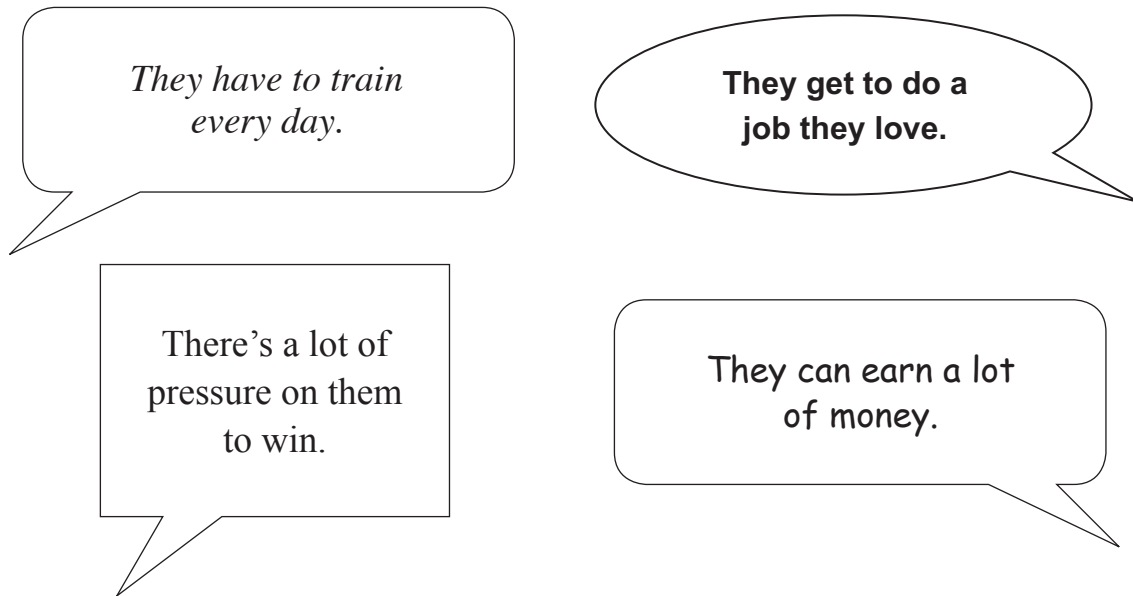 They have to train
every day.
They get to do a
job they love.
There’s a lot of
pressure on them
to win.
They can earn a lot
of money.